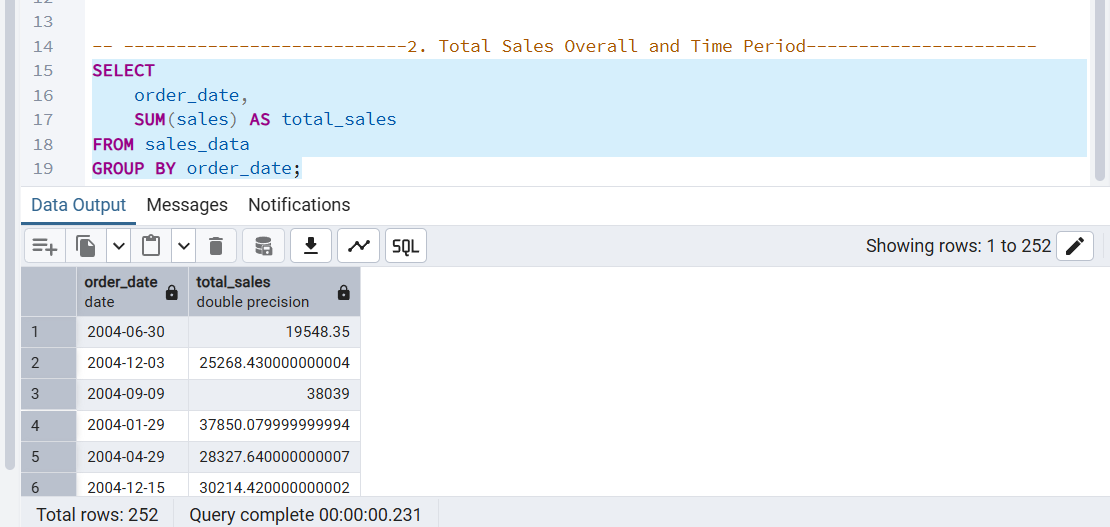 12
13
14 -- ---------------------------2. Total Sales Overall and Time Period----------------------
15 SELECT
16 order_date,
17 SUM(sales) AS total_sales
18 FROM sales_data
19 GROUP BY order_date;
Data Output Messages Notifications
SQL Showing rows: 1 to 252
order_date total_sales
date double precision
1 2004-06-30 19548.35
2 2004-12-03 25268.430000000004
3 2004-09-09 38039
4 2004-01-29 37850.079999999994
5 2004-04-29 28327.640000000007
6 2004-12-15 30214.420000000002
Total rows: 252 Query complete 00:00:00.231